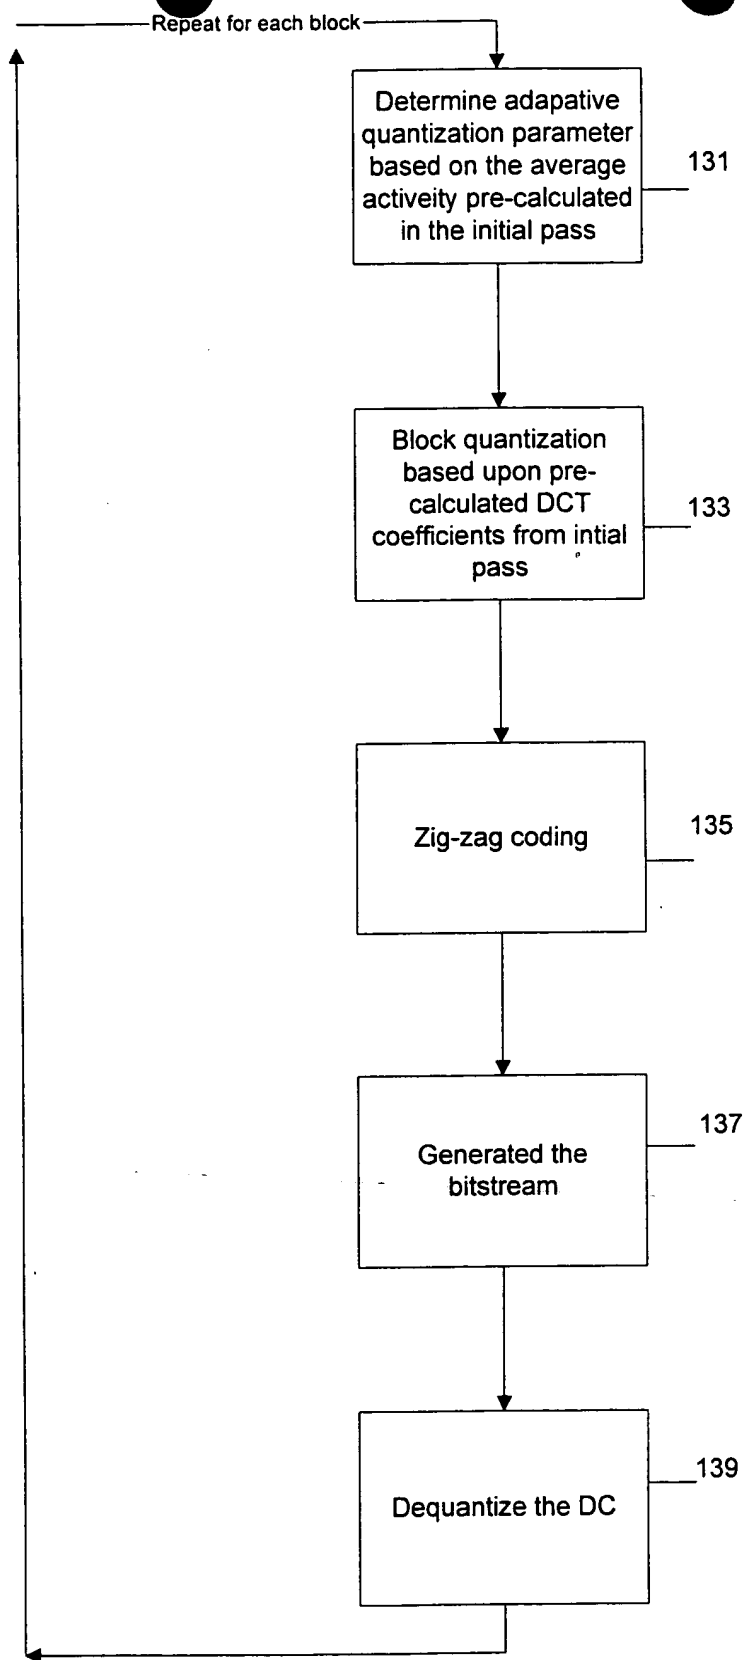 Repeat for each block
Determine adapative
quantization parameter
based on the average
activeity pre-calculated
in the initial pass
131
Block quantization
based upon pre-
calculated DCT
coefficients from intial
pass
133
Zig-zag coding
135
Generated the
bitstream
137
Dequantize the DC
139